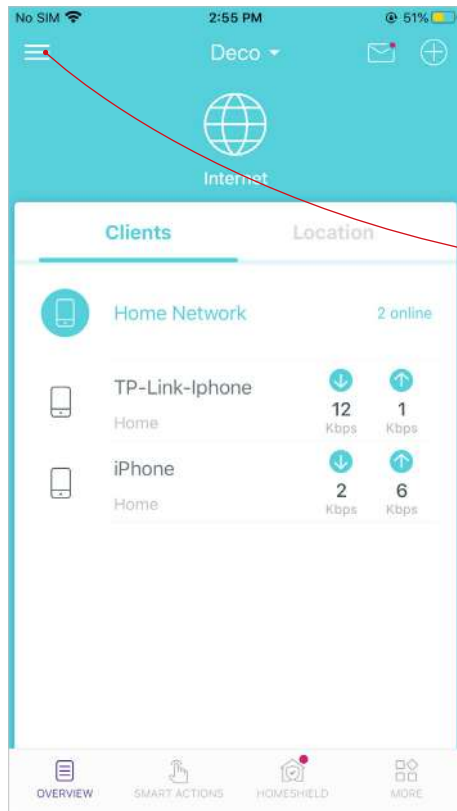 No SIM 2:55 PM 51%
Deco
Internet
Clients Location
Home Network 2 online
TP-Link-Iphone
12 1
Home Kbps Kbps
iPhone
2 6
Home Kbps Kbps
OVERVIEW SMART ACTIONS HOMESHIELD MORE